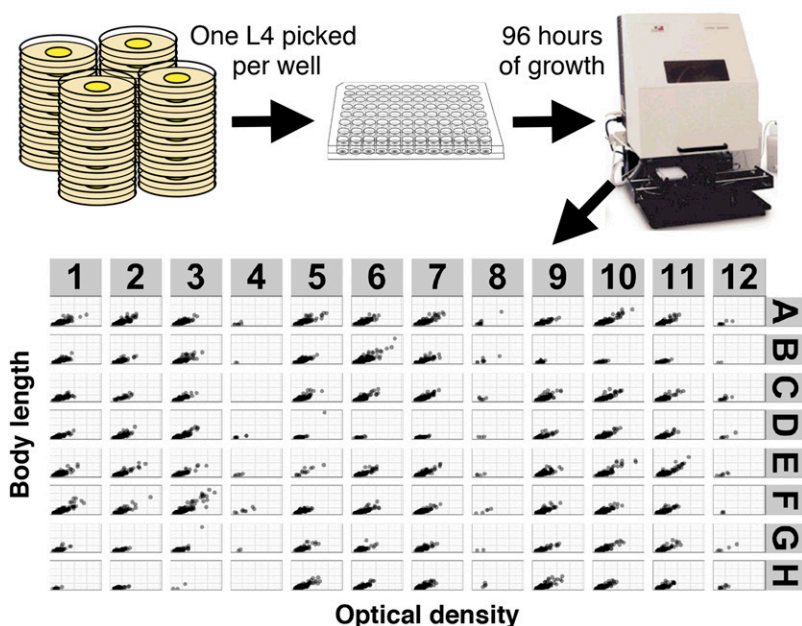 One L4 picked
per well
96 hours
of growth
1 2 3 4 5 6 7 8 9 10 11 12
A
B
C
D
E
F
G
H
Body length
Optical density